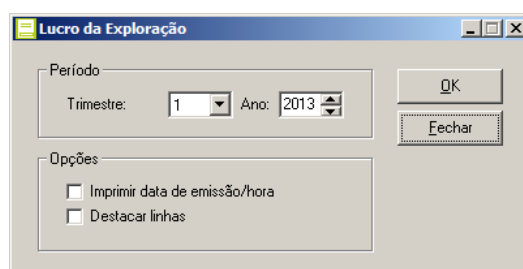 Lucro da Exploração
Período
Trimestre: 1 Ano: 2013
OK
Fechar
Opções
Imprimir data de emissão/hora
Destacar linhas